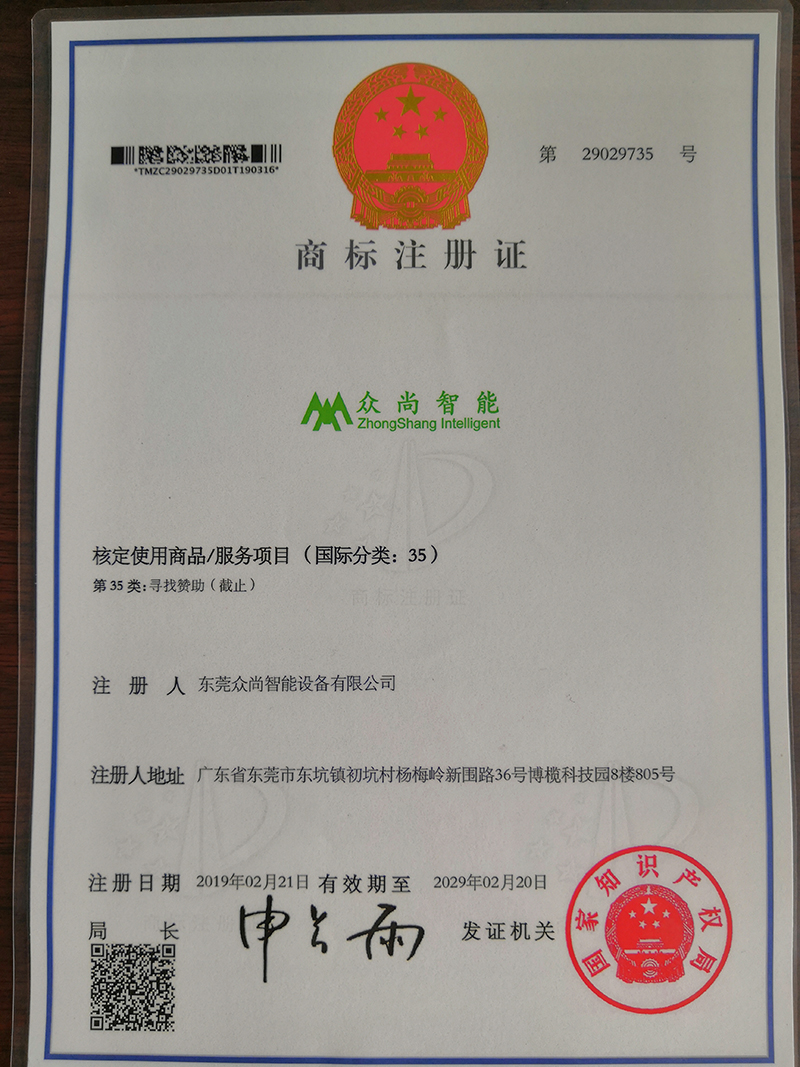 第 29029735 号
*TMZC29029735D01T190316*
商标注册证
众尚智能
ZhongShang Intelligent
核定使用商品/服务项目（国际分类：35）
第 35 类：寻找赞助（截止）
商标注册证
注册人 东莞众尚智能设备有限公司
注册人地址 广东省东莞市东坑镇初坑村杨梅岭新围路36号博榄科技园8楼805号
注册日期 2019年02月21日 有效期至 2029年02月20日
局长 申长雨 发证机关
国家知识产权局